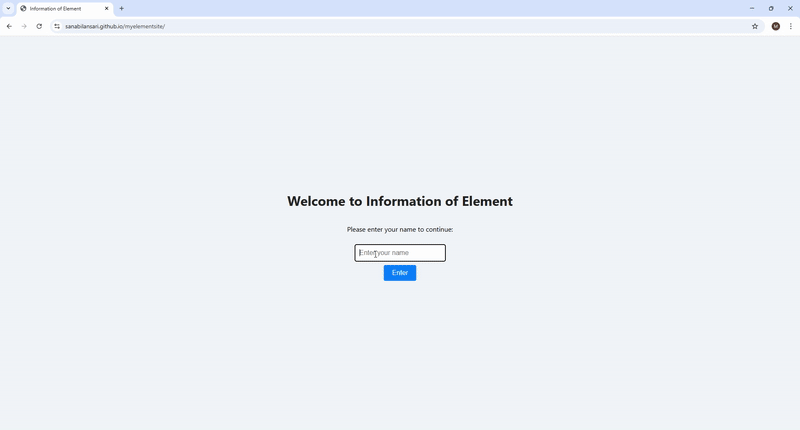 Information of Element
sanabilansari.github.io/myelementsite/
M
Welcome to Information of Element
Please enter your name to continue:
Enter your name
Enter